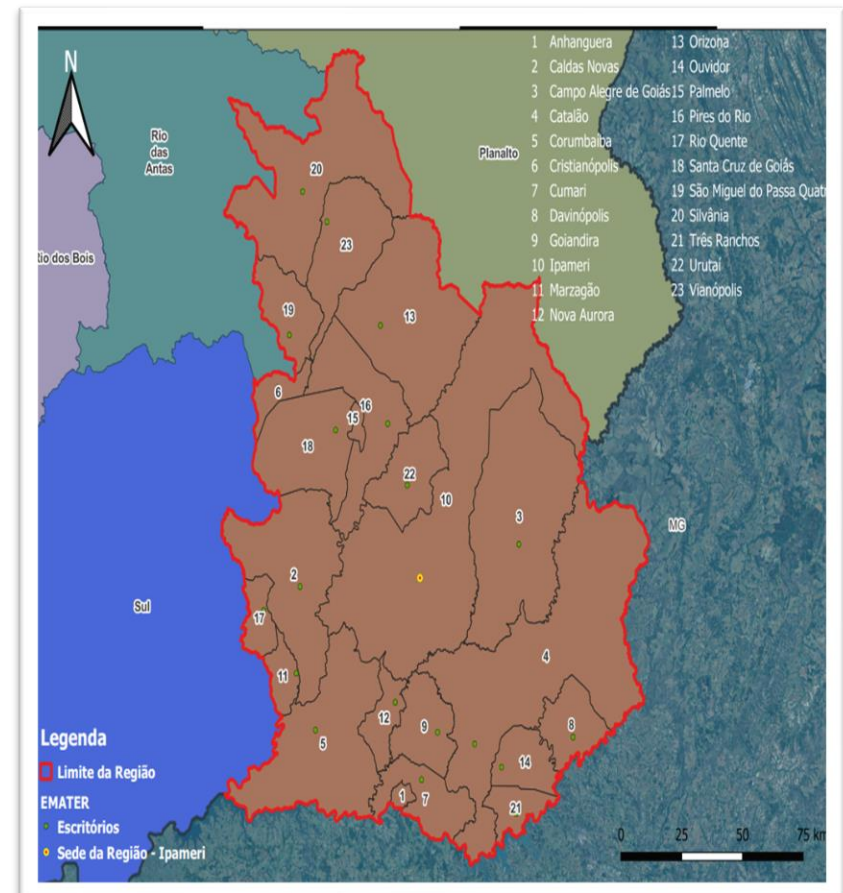 N
1 Anhanguera
2 Caldas Novas
3 Campo Alegre de Goiás
4 Catalão
5 Corumbaiba
6 Cristianópolis
7 Cumari
8 Davinópolis
9 Goiandira
10 Ipameri
11 Marzagão
12 Nova Aurora
13 Orizona
14 Ouvidor
15 Palmelo
16 Pires do Rio
17 Rio Quente
18 Santa Cruz de Goiás
19 São Miguel do Passa Quatr
20 Silvânia
21 Três Ranchos
22 Urutaí
23 Vianópolis
Rio
das
Antas
Planalto
io dos Bois
20
23
19
13
6
16
15
18
22
10
3
MG
2
Sul
17
4
11
12
9
8
5
14
1
7
21
Legenda
Limite da Região
EMATER
Escritórios
Sede da Região - Ipameri
0 25 50 75 km